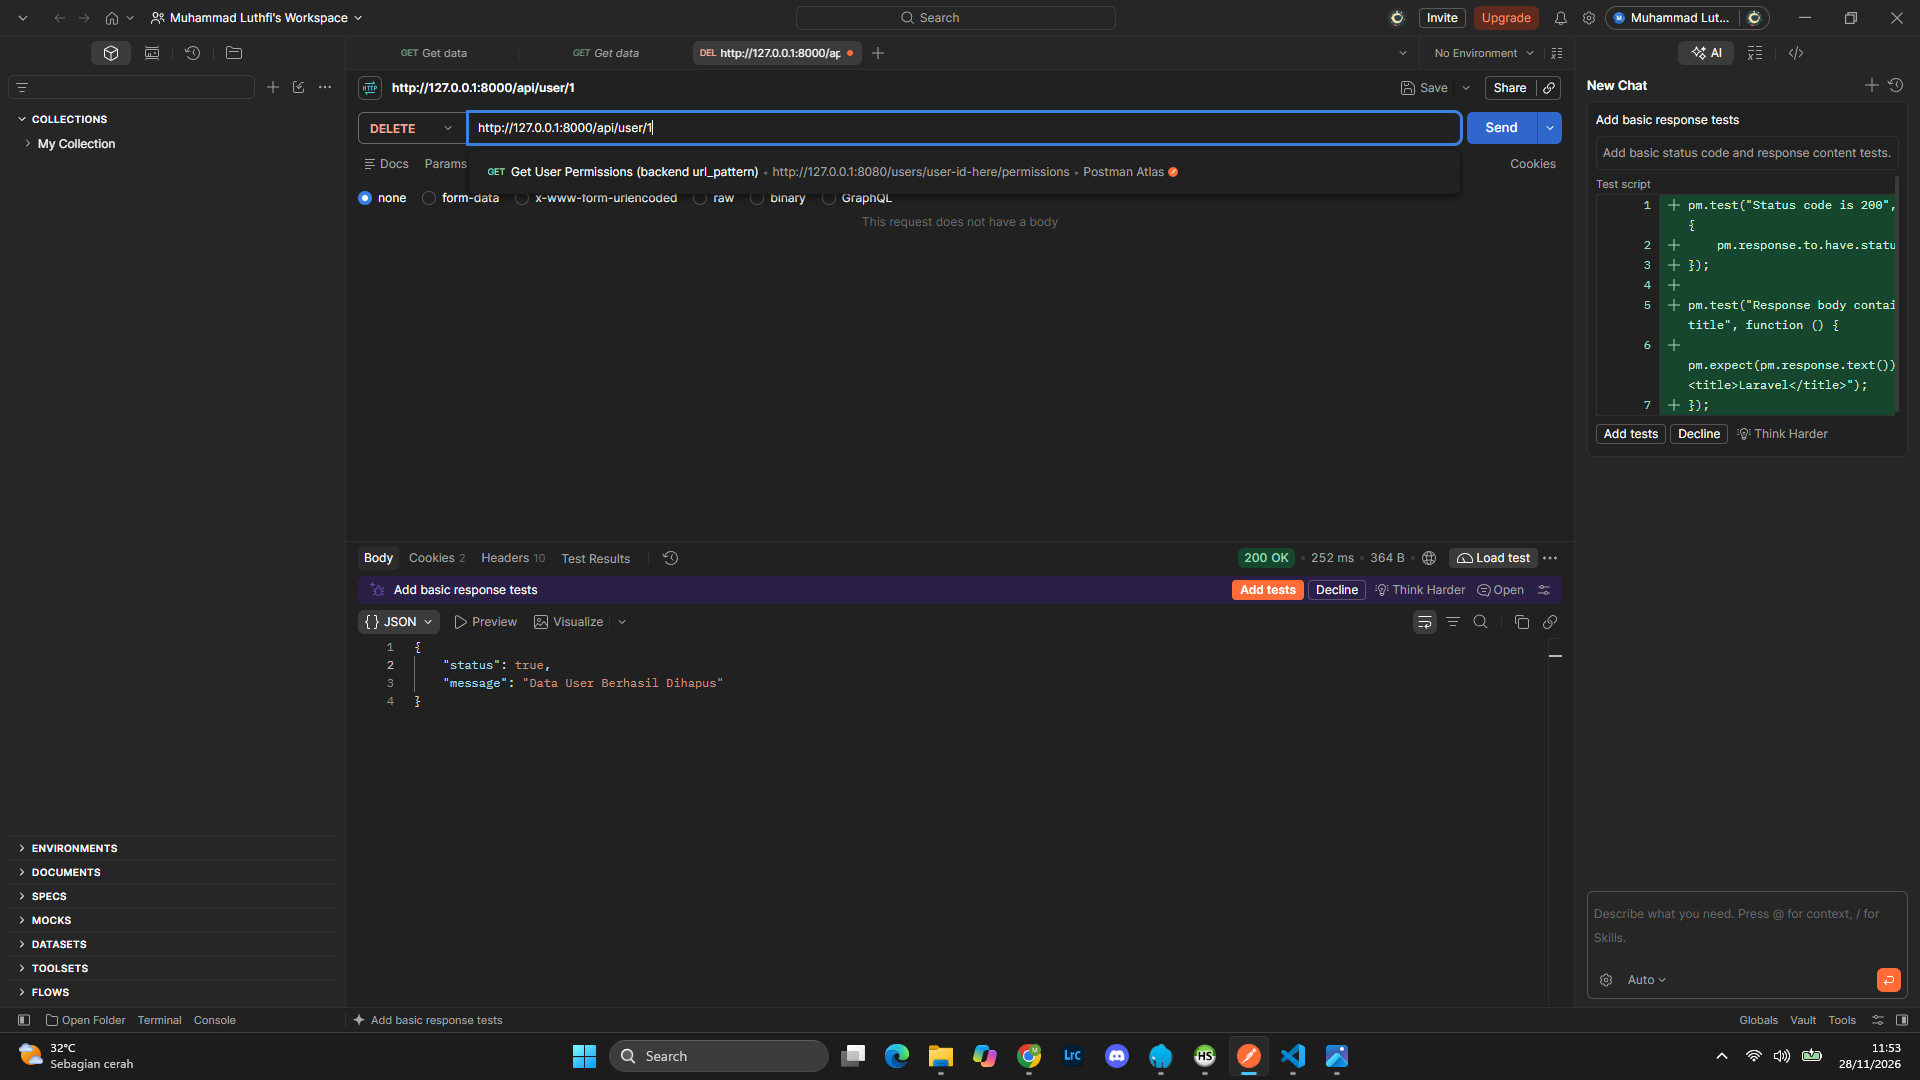 Muhammad Luthfi's Workspace
Search
Invite
Upgrade
Muhammad Lut...
GET Get data
GET Get data
DEL http://127.0.0.1:8000/ap
No Environment
AI
COLLECTIONS
My Collection
HTTP
http://127.0.0.1:8000/api/user/1
Save
Share
DELETE
http://127.0.0.1:8000/api/user/1
Send
Docs
Params
GET Get User Permissions (backend url_pattern) • http://127.0.0.1:8080/users/user-id-here/permissions • Postman Atlas
Cookies
none
form-data
x-www-form-urlencoded
raw
binary
GraphQL
This request does not have a body
New Chat
Add basic response tests
Add basic status code and response content tests.
Test script
1 + pm.test("Status code is 200",
{
2 + pm.response.to.have.statu
3 + });
4 +
5 + pm.test("Response body contai
title", function () {
6 +
pm.expect(pm.response.text())
<title>Laravel</title>");
7 + });
Add tests
Decline
Think Harder
Body
Cookies 2
Headers 10
Test Results
200 OK • 252 ms • 364 B
Load test
Add basic response tests
Add tests
Decline
Think Harder
Open
{} JSON
Preview
Visualize
1 {
2 "status": true,
3 "message": "Data User Berhasil Dihapus"
4 }
ENVIRONMENTS
DOCUMENTS
SPECS
MOCKS
DATASETS
TOOLSETS
FLOWS
Describe what you need. Press @ for context, / for
Skills.
Auto
Open Folder
Terminal
Console
Add basic response tests
Globals
Vault
Tools
32°C
Sebagian cerah
Search
LrC
HS
11:53
28/11/2026